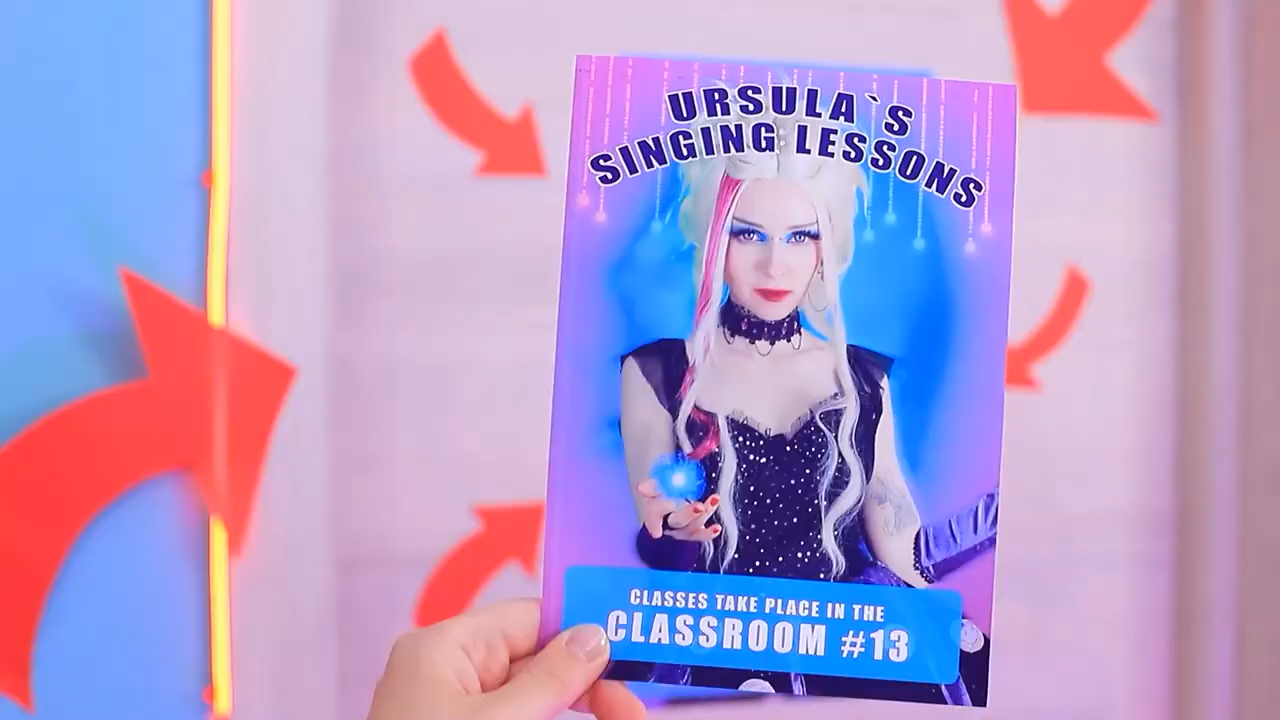 URSULA`S
SINGING LESSONS
CLASSES TAKE PLACE IN THE
CLASSROOM #13